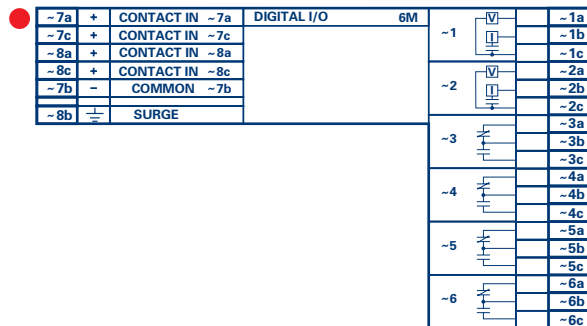 ~7a + CONTACT IN ~7a DIGITAL I/O 6M ~1a
~7c + CONTACT IN ~7c ~1 V I ~1b
~8a + CONTACT IN ~8a ~1c
~8c + CONTACT IN ~8c V ~2a
~7b − COMMON ~7b ~2 I ~2b
~2c
~8b SURGE ~3a
~3 ~3b
~3c
~4a
~4 ~4b
~4c
~5a
~5 ~5b
~5c
~6a
~6 ~6b
~6c